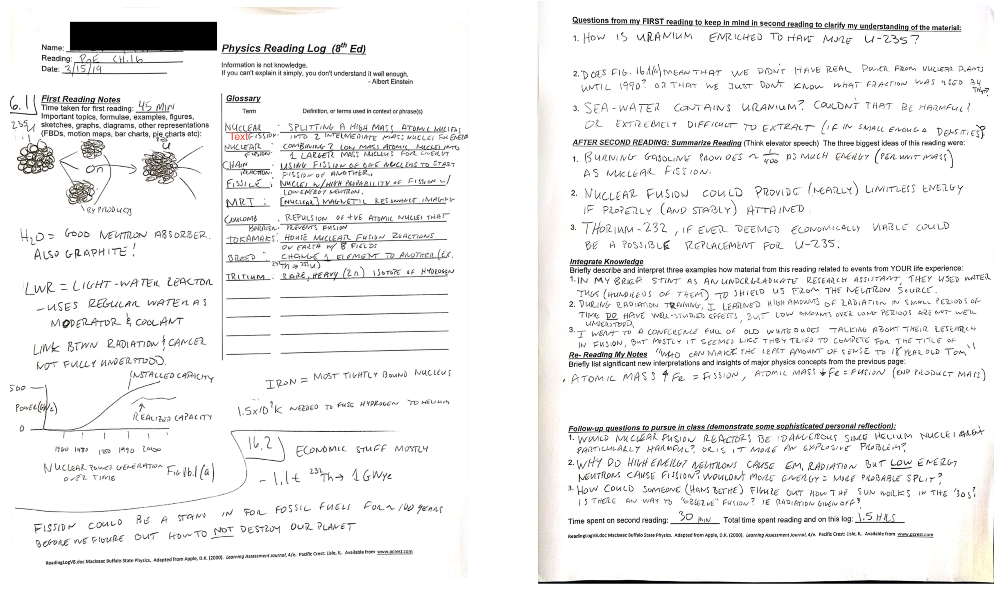 Name:
Reading: PoE CH.16
Date: 3/15/19
Physics Reading Log (8th Ed)
Information is not knowledge.
If you can't explain it simply, you don't understand it well enough.
- Albert Einstein
6.1
First Reading Notes
Time taken for first reading: 45 MIN
Important topics, formulae, examples, figures,
sketches, graphs, diagrams, other representations
(FBDs, motion maps, bar charts, pie charts etc):
235U
235U
0n
BYPRODUCTS
H2O = GOOD NEUTRON ABSORBER.
ALSO GRAPHITE!
LWR = LIGHT-WATER REACTOR
- USES REGULAR WATER AS
MODERATOR & COOLANT
LINK BTWN RADIATION & CANCER
NOT FULLY UNDERSTOOD.
INSTALLED CAPACITY
500
POWER (GWe)
REALIZED CAPACITY
0
1960 1970 1980 1990 2000
NUCLEAR POWER GENERATION
OVER TIME
FIG 16.1(a)
Glossary
Term Definition, or terms used in context or phrase(s)
NUCLEAR : SPLITTING A HIGH MASS ATOMIC NUCLEUS
Text FISSION. INTO 2 INTERMEDIATE MASS NUCLEI FOR ENERG
NUCLEAR : COMBINING 2 LOW MASS ATOMIC NUCLEI INTO
FUSION. 1 LARGER MASS NUCLEUS FOR ENERGY
CHAIN : USING FISSION OF ONE NUCLEUS TO START
REACTION. FISSION OF ANOTHER.
FISSILE : NUCLEI W/HIGH PROBABILITY OF FISSION W/
LOW ENERGY NEUTRON.
MRI : [NUCLEAR] MAGNETIC RESONANCE IMAGING
COULOMB : REPULSION OF +VE ATOMIC NUCLEI THAT
BARRIER. PREVENTS FUSION
TOKAMAKS: HOUSE NUCLEAR FUSION REACTIONS
ON EARTH W/ B FIELDS
BREED : CHANGE 1 ELEMENT TO ANOTHER (EX.
232Th → 233U)
TRITIUM : RARE, HEAVY (2n) ISOTOPE OF HYDROGEN
IRON = MOST TIGHTLY BOUND NUCLEUS
1.5x10⁹K NEEDED TO FUSE HYDROGEN TO HELIUM
16.2
ECONOMIC STUFF MOSTLY
- 1.1t 232Th → 1 GWye
FISSION COULD BE A STAND IN FOR FOSSIL FUELS FOR ~ 100 YEARS
BEFORE WE FIGURE OUT HOW TO NOT DESTROY OUR PLANET
ReadingLogV8.doc MacIsaac Buffalo State Physics. Adapted from Apple, D.K. (2000). Learning Assessment Journal, 4/e. Pacific Crest: Lisle, IL. Available from www.pcrest.com
Questions from my FIRST reading to keep in mind in second reading to clarify my understanding of the material:
1. HOW IS URANIUM ENRICHED TO HAVE MORE U-235?
2. DOES FIG. 16.1(a) MEAN THAT WE DIDN'T HAVE REAL POWER FROM NUCLEAR PLANTS
UNTIL 1990? OR THAT WE JUST DON'T KNOW WHAT FRACTION WAS USED BY
THAT?
3. SEA-WATER CONTAINS URANIUM? COULDN'T THAT BE HARMFUL?
OR EXTREMELY DIFFICULT TO EXTRACT (IF IN SMALL ENOUGH DENSITIES)?
AFTER SECOND READING: Summarize Reading (Think elevator speech) The three biggest ideas of this reading were:
1. BURNING GASOLINE PROVIDES ~ 1/400 AS MUCH ENERGY (PER UNIT MASS)
AS NUCLEAR FISSION.
2. NUCLEAR FUSION COULD PROVIDE (NEARLY) LIMITLESS ENERGY
IF PROPERLY (AND STABLY) ATTAINED
3. THORIUM-232, IF EVER DEEMED ECONOMICALLY VIABLE COULD
BE A POSSIBLE REPLACEMENT FOR U-235.
Integrate Knowledge
Briefly describe and interpret three examples how material from this reading related to events from YOUR life experience:
1. IN MY BRIEF STINT AS AN UNDERGRADUATE RESEARCH ASSISTANT, THEY USED WATER
JUGS (HUNDREDS OF THEM) TO SHIELD US FROM THE NEUTRON SOURCE.
2. DURING RADIATION TRAINING, I LEARNED HIGH AMOUNTS OF RADIATION IN SMALL PERIODS OF
TIME DO HAVE WELL-STUDIED EFFECTS, BUT LOW AMOUNTS OVER LONG PERIODS ARE NOT WELL
UNDERSTOOD.
3. I WENT TO A CONFERENCE FULL OF OLD WHITE DUDES TALKING ABOUT THEIR RESEARCH
IN FUSION, BUT MOSTLY IT SEEMED LIKE THEY TRIED TO COMPETE FOR THE TITLE OF
Re- Reading My Notes "WHO CAN MAKE THE LEAST AMOUNT OF SENSE TO 18 YEAR OLD TOM"
Briefly list significant new interpretations and insights of major physics concepts from the previous page:
. ATOMIC MASS ↑ Fe = FISSION, ATOMIC MASS ↓ Fe = FUSION (END PRODUCT MASS)
Follow-up questions to pursue in class (demonstrate some sophisticated personal reflection):
1. WOULD NUCLEAR FUSION REACTORS BE DANGEROUS SINCE HELIUM NUCLEI AREN'T
PARTICULARLY HARMFUL? OR IS IT MORE AN EXPLOSIVE PROBLEM?
2. WHY DO HIGH ENERGY NEUTRONS CAUSE EM. RADIATION BUT LOW ENERGY
NEUTRONS CAUSE FISSION? WOULDN'T MORE ENERGY = MORE PROBABLE SPLIT?
3. HOW COULD SOMEONE (HANS BETHE) FIGURE OUT HOW THE SUN WORKS IN THE '30s?
IS THERE AN WAY TO "OBSERVE" FUSION? IE RADIATION GIVEN OFF?
Time spent on second reading: 30 MIN Total time spent reading and on this log: 1.5 HRS
ReadingLogV8.doc MacIsaac Buffalo State Physics. Adapted from Apple, D.K. (2000). Learning Assessment Journal, 4/e. Pacific Crest: Lisle, IL. Available from www.pcrest.com